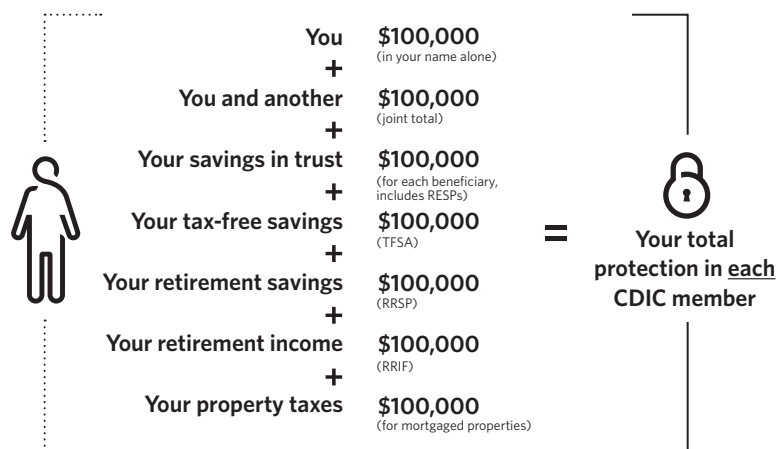 You $100,000
(in your name alone)
+
You and another $100,000
(joint total)
+
Your savings in trust $100,000
(for each beneficiary,
includes RESPs)
+
Your tax-free savings $100,000
(TFSA)
+
Your retirement savings $100,000
(RRSP)
+
Your retirement income $100,000
(RRIF)
+
Your property taxes $100,000
(for mortgaged properties)
=
Your total
protection in each
CDIC member